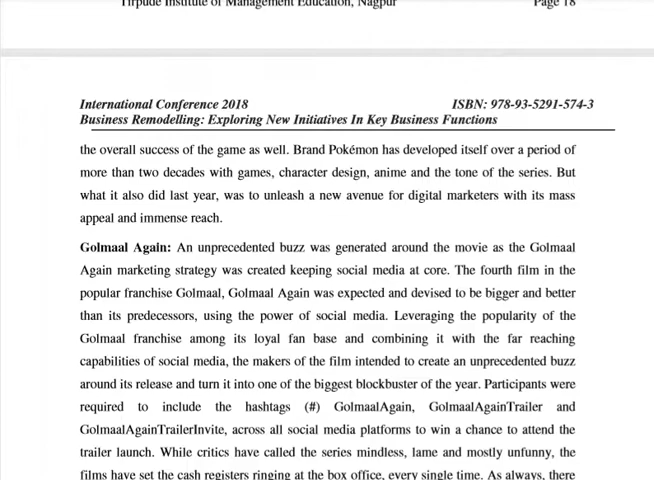 Tirpude Institute of Management Education, Nagpur Page 18
International Conference 2018 ISBN: 978-93-5291-574-3
Business Remodelling: Exploring New Initiatives In Key Business Functions
the overall success of the game as well. Brand Pokémon has developed itself over a period of
more than two decades with games, character design, anime and the tone of the series. But
what it also did last year, was to unleash a new avenue for digital marketers with its mass
appeal and immense reach.
Golmaal Again: An unprecedented buzz was generated around the movie as the Golmaal
Again marketing strategy was created keeping social media at core. The fourth film in the
popular franchise Golmaal, Golmaal Again was expected and devised to be bigger and better
than its predecessors, using the power of social media. Leveraging the popularity of the
Golmaal franchise among its loyal fan base and combining it with the far reaching
capabilities of social media, the makers of the film intended to create an unprecedented buzz
around its release and turn it into one of the biggest blockbuster of the year. Participants were
required to include the hashtags (#) GolmaalAgain, GolmaalAgainTrailer and
GolmaalAgainTrailerInvite, across all social media platforms to win a chance to attend the
trailer launch. While critics have called the series mindless, lame and mostly unfunny, the
films have set the cash registers ringing at the box office, every single time. As always, there